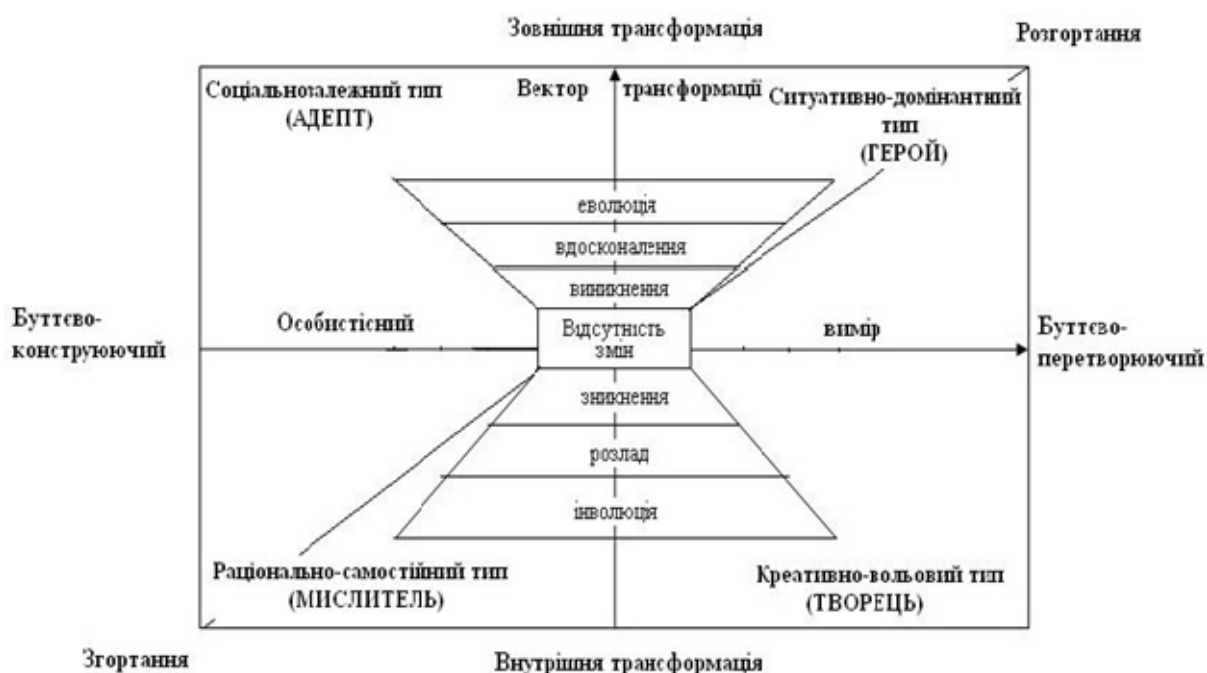 Зовнішня трансформація
Розгортання
Соціальнозалежний тип
(АДЕПТ)
Вектор трансформації
Ситуативно-домінантний
тип
(ГЕРОЙ)
еволюція
вдосконалення
виникнення
Буттєво-
конструюючий
Особистісний
Відсутність
змін
вимір
Буттєво-
перетворюючий
зникнення
розлад
інволюція
Раціонально-самостійний тип
(МИСЛИТЕЛЬ)
Креативно-вольовий тип
(ТВОРЕЦЬ)
Згортання
Внутрішня трансформація